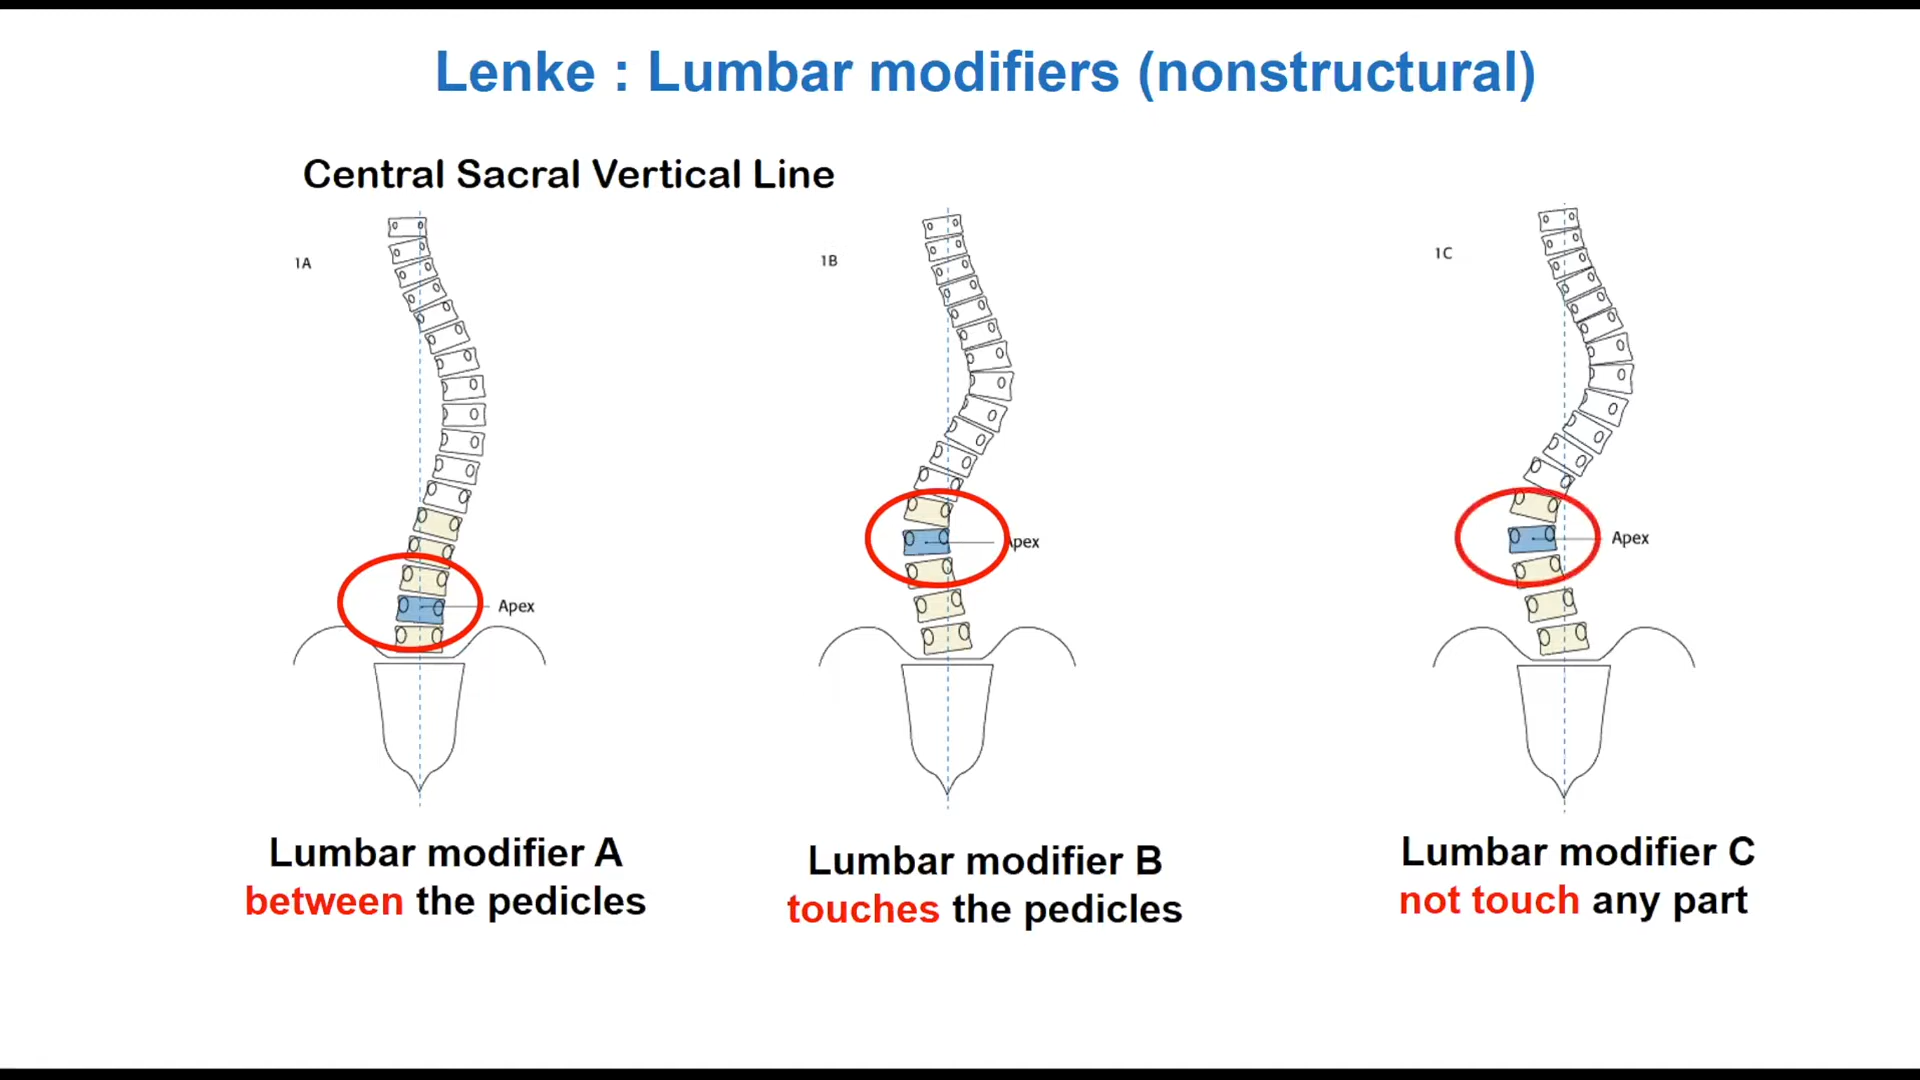 Lenke : Lumbar modifiers (nonstructural)
Central Sacral Vertical Line
1A
1B
1C
Apex
Apex
Apex
Lumbar modifier A
between the pedicles
Lumbar modifier B
touches the pedicles
Lumbar modifier C
not touch any part